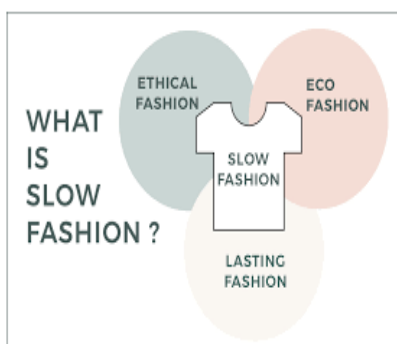 WHAT
IS
SLOW
FASHION ?
ETHICAL
FASHION
ECO
FASHION
SLOW
FASHION
LASTING
FASHION